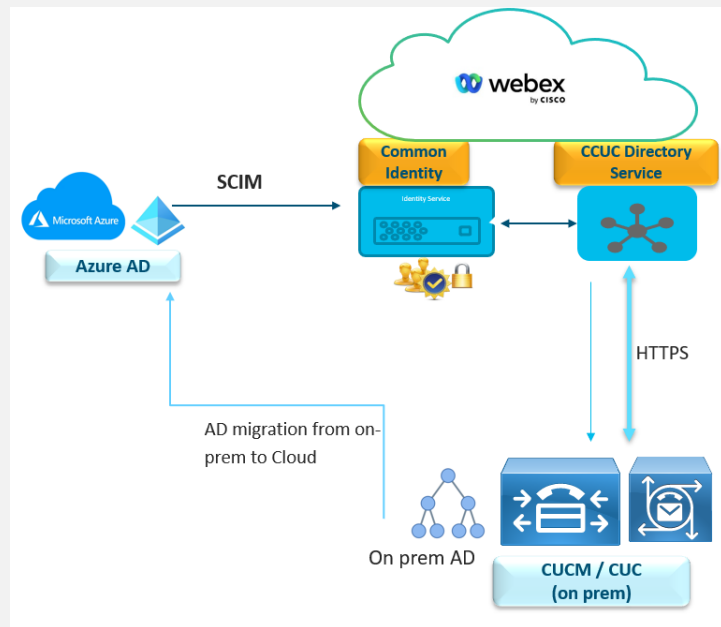 webex
by CISCO
Common
Identity
CCUC Directory
Service
SCIM
Identity Service
Microsoft Azure
Azure AD
HTTPS
AD migration from on-
prem to Cloud
On prem AD
CUCM / CUC
(on prem)